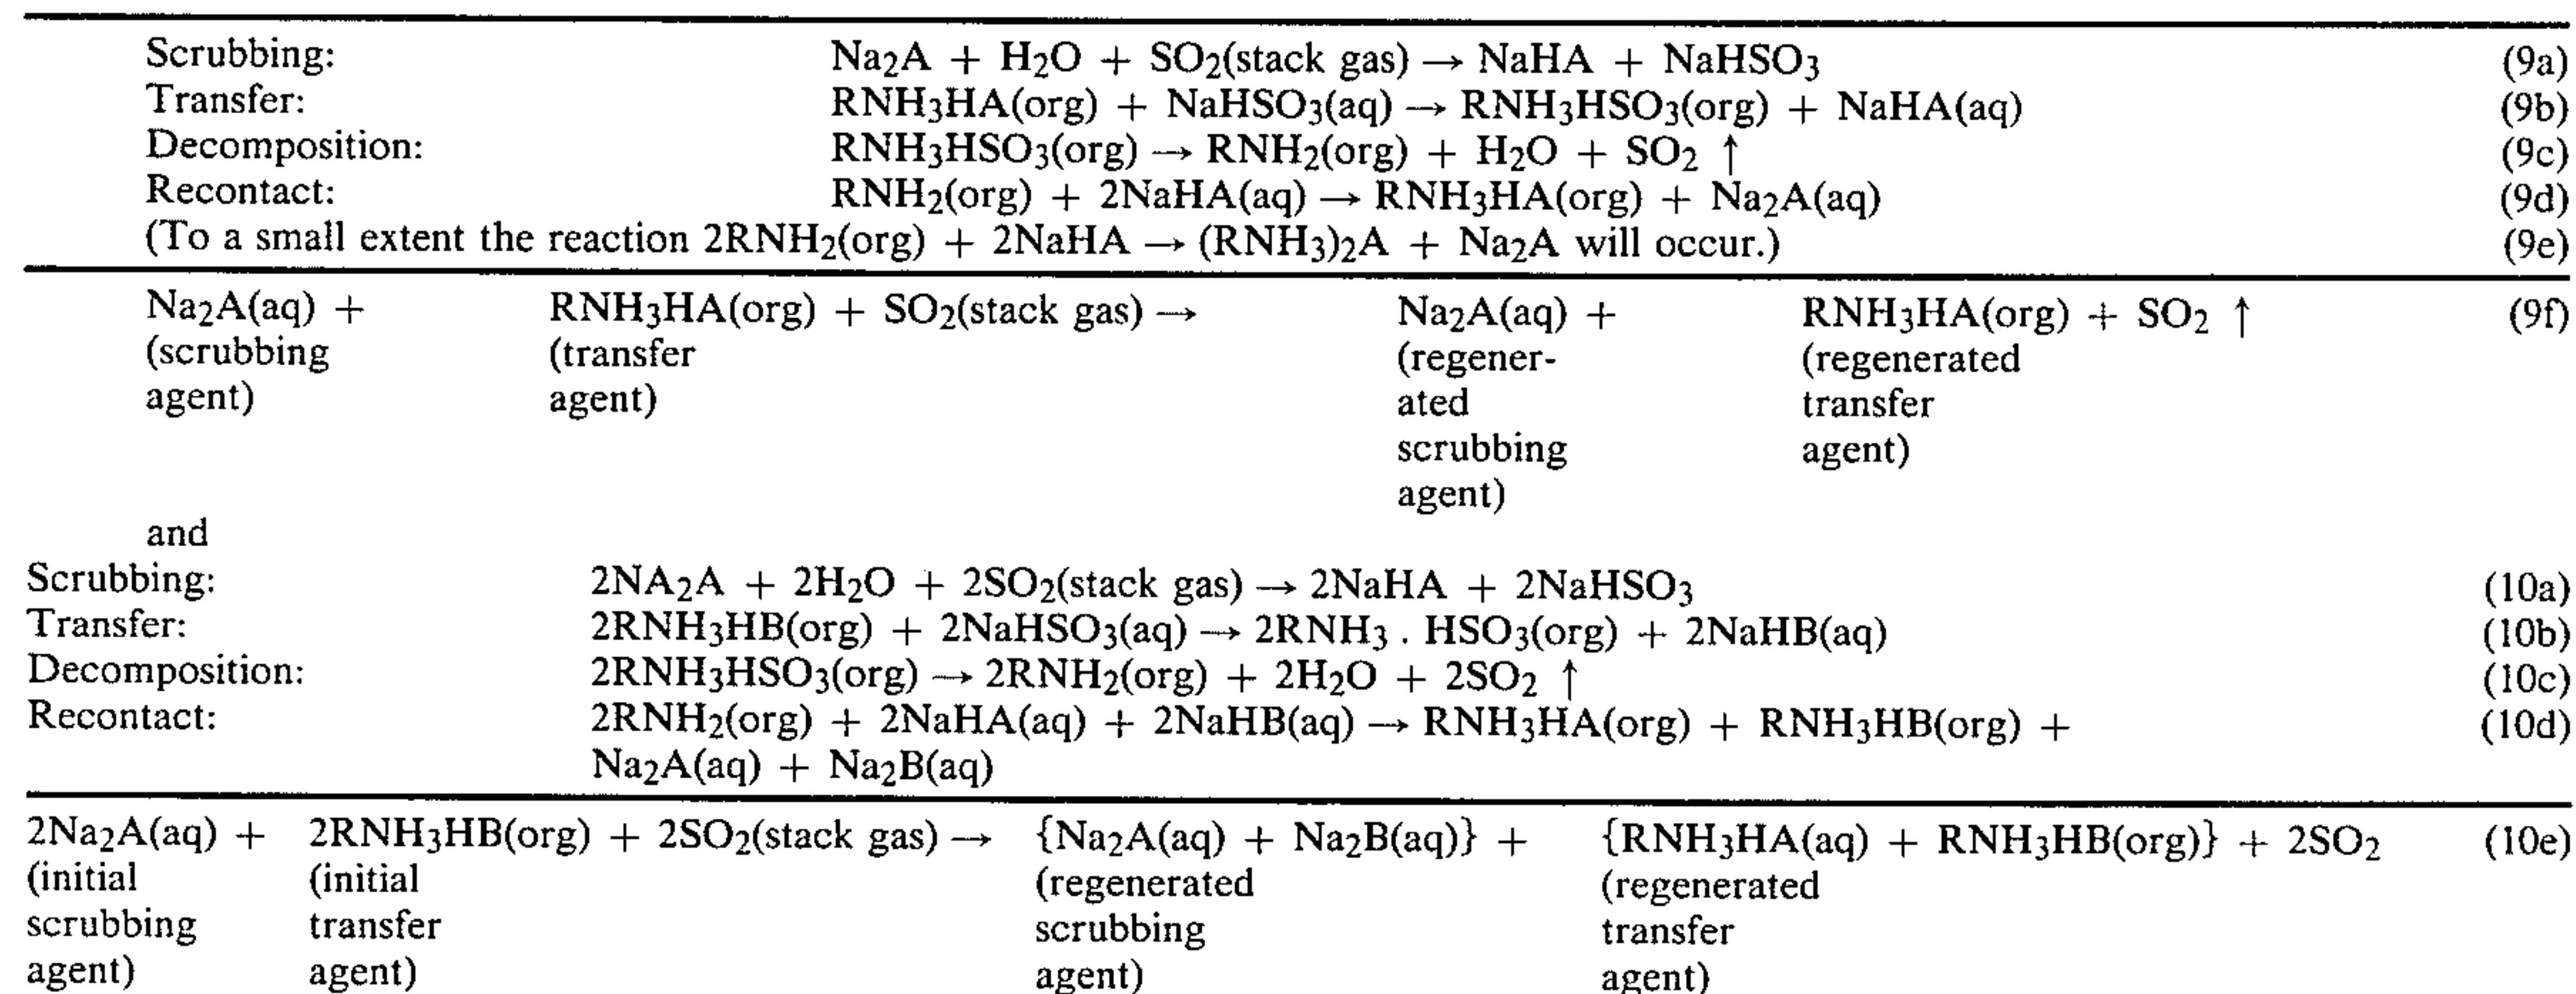 Scrubbing: Na2A + H2O + SO2(stack gas) → NaHA + NaHSO3 (9a)
Transfer: RNH3HA(org) + NaHSO3(aq) → RNH3HSO3(org) + NaHA(aq) (9b)
Decomposition: RNH3HSO3(org) → RNH2(org) + H2O + SO2 ↑ (9c)
Recontact: RNH2(org) + 2NaHA(aq) → RNH3HA(org) + Na2A(aq) (9d)
(To a small extent the reaction 2RNH2(org) + 2NaHA → (RNH3)2A + Na2A will occur.) (9e)
Na2A(aq) + RNH3HA(org) + SO2(stack gas) → Na2A(aq) + RNH3HA(org) + SO2 ↑ (9f)
(scrubbing (transfer (regener- (regenerated
agent) agent) ated transfer
scrubbing agent)
agent)
and
Scrubbing: 2NA2A + 2H2O + 2SO2(stack gas) → 2NaHA + 2NaHSO3 (10a)
Transfer: 2RNH3HB(org) + 2NaHSO3(aq) → 2RNH3 . HSO3(org) + 2NaHB(aq) (10b)
Decomposition: 2RNH3HSO3(org) → 2RNH2(org) + 2H2O + 2SO2 ↑ (10c)
Recontact: 2RNH2(org) + 2NaHA(aq) + 2NaHB(aq) → RNH3HA(org) + RNH3HB(org) + (10d)
Na2A(aq) + Na2B(aq)
2Na2A(aq) + 2RNH3HB(org) + 2SO2(stack gas) → {Na2A(aq) + Na2B(aq)} + {RNH3HA(aq) + RNH3HB(org)} + 2SO2 (10e)
(initial (initial (regenerated (regenerated
scrubbing transfer scrubbing transfer
agent) agent) agent) agent)